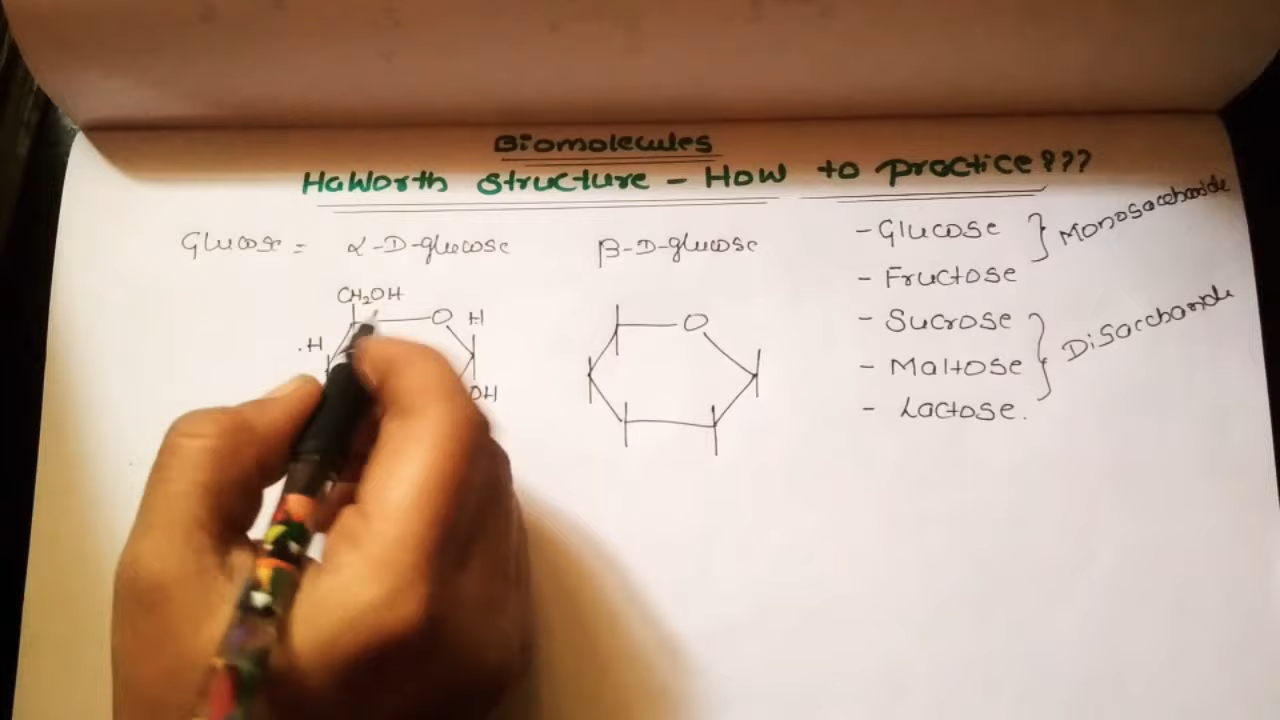 Biomolecules
Haworth Structure - How to practice???
Glucose = α-D-glucose β-D-glucose
CH₂OH
O H
.H
OH
O
- Glucose } Monosaccharide
- Fructose
- Sucrose } Disaccharide
- Maltose
- Lactose.